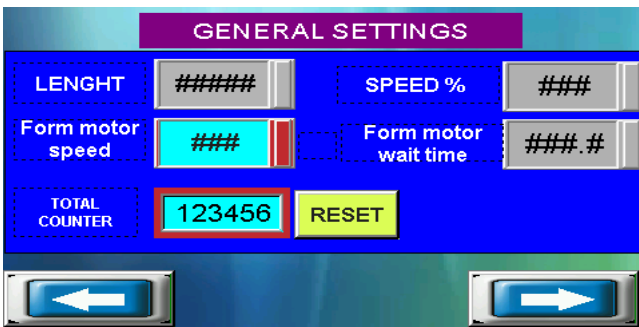 GENERAL SETTINGS
LENGHT
#####
SPEED %
###
Form motor
speed
###
Form motor
wait time
###.#
TOTAL
COUNTER
123456
RESET